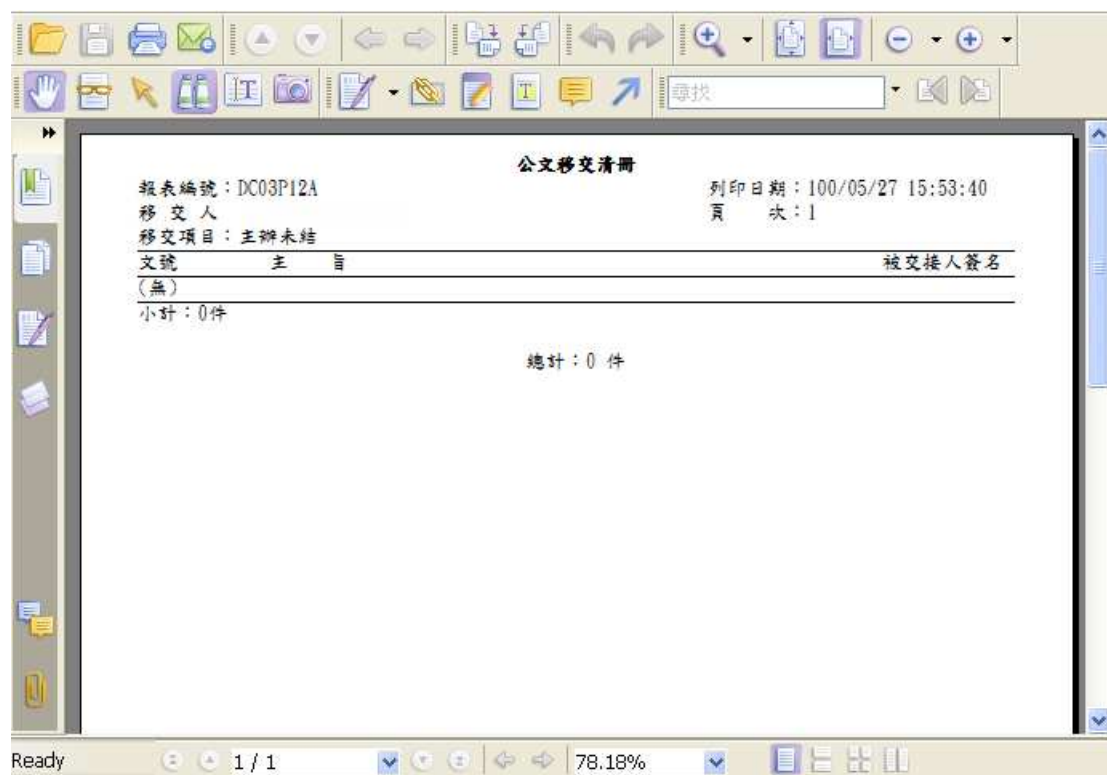 尋找
公文移交清冊
報表編號：DC03P12A 列印日期：100/05/27 15:53:40
移 交 人 頁 次：1
移交項目：主辦未結
文號 主 旨 被交接人簽名
(無)
小計：0件
總計：0 件
Ready 1 / 1 78.18%